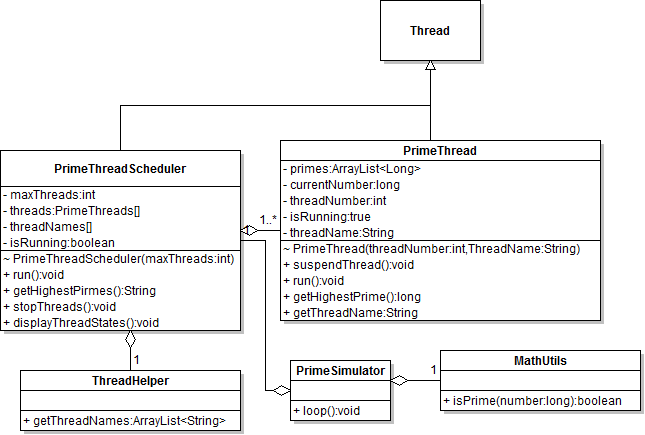 Thread
PrimeThreadScheduler
- maxThreads:int
- threads:PrimeThreads[]
- threadNames[]
- isRunning:boolean
~ PrimeThreadScheduler(maxThreads:int)
+ run():void
+ getHighestPirmes():String
+ stopThreads():void
+ displayThreadStates():void
1..*
PrimeThread
- primes:ArrayList<Long>
- currentNumber:long
- threadNumber:int
- isRunning:true
- threadName:String
~ PrimeThread(threadNumber:int,ThreadName:String)
+ suspendThread():void
+ run():void
+ getHighestPrime():long
+ getThreadName:String
1
ThreadHelper
+ getThreadNames:ArrayList<String>
PrimeSimulator
+ loop():void
1
MathUtils
+ isPrime(number:long):boolean